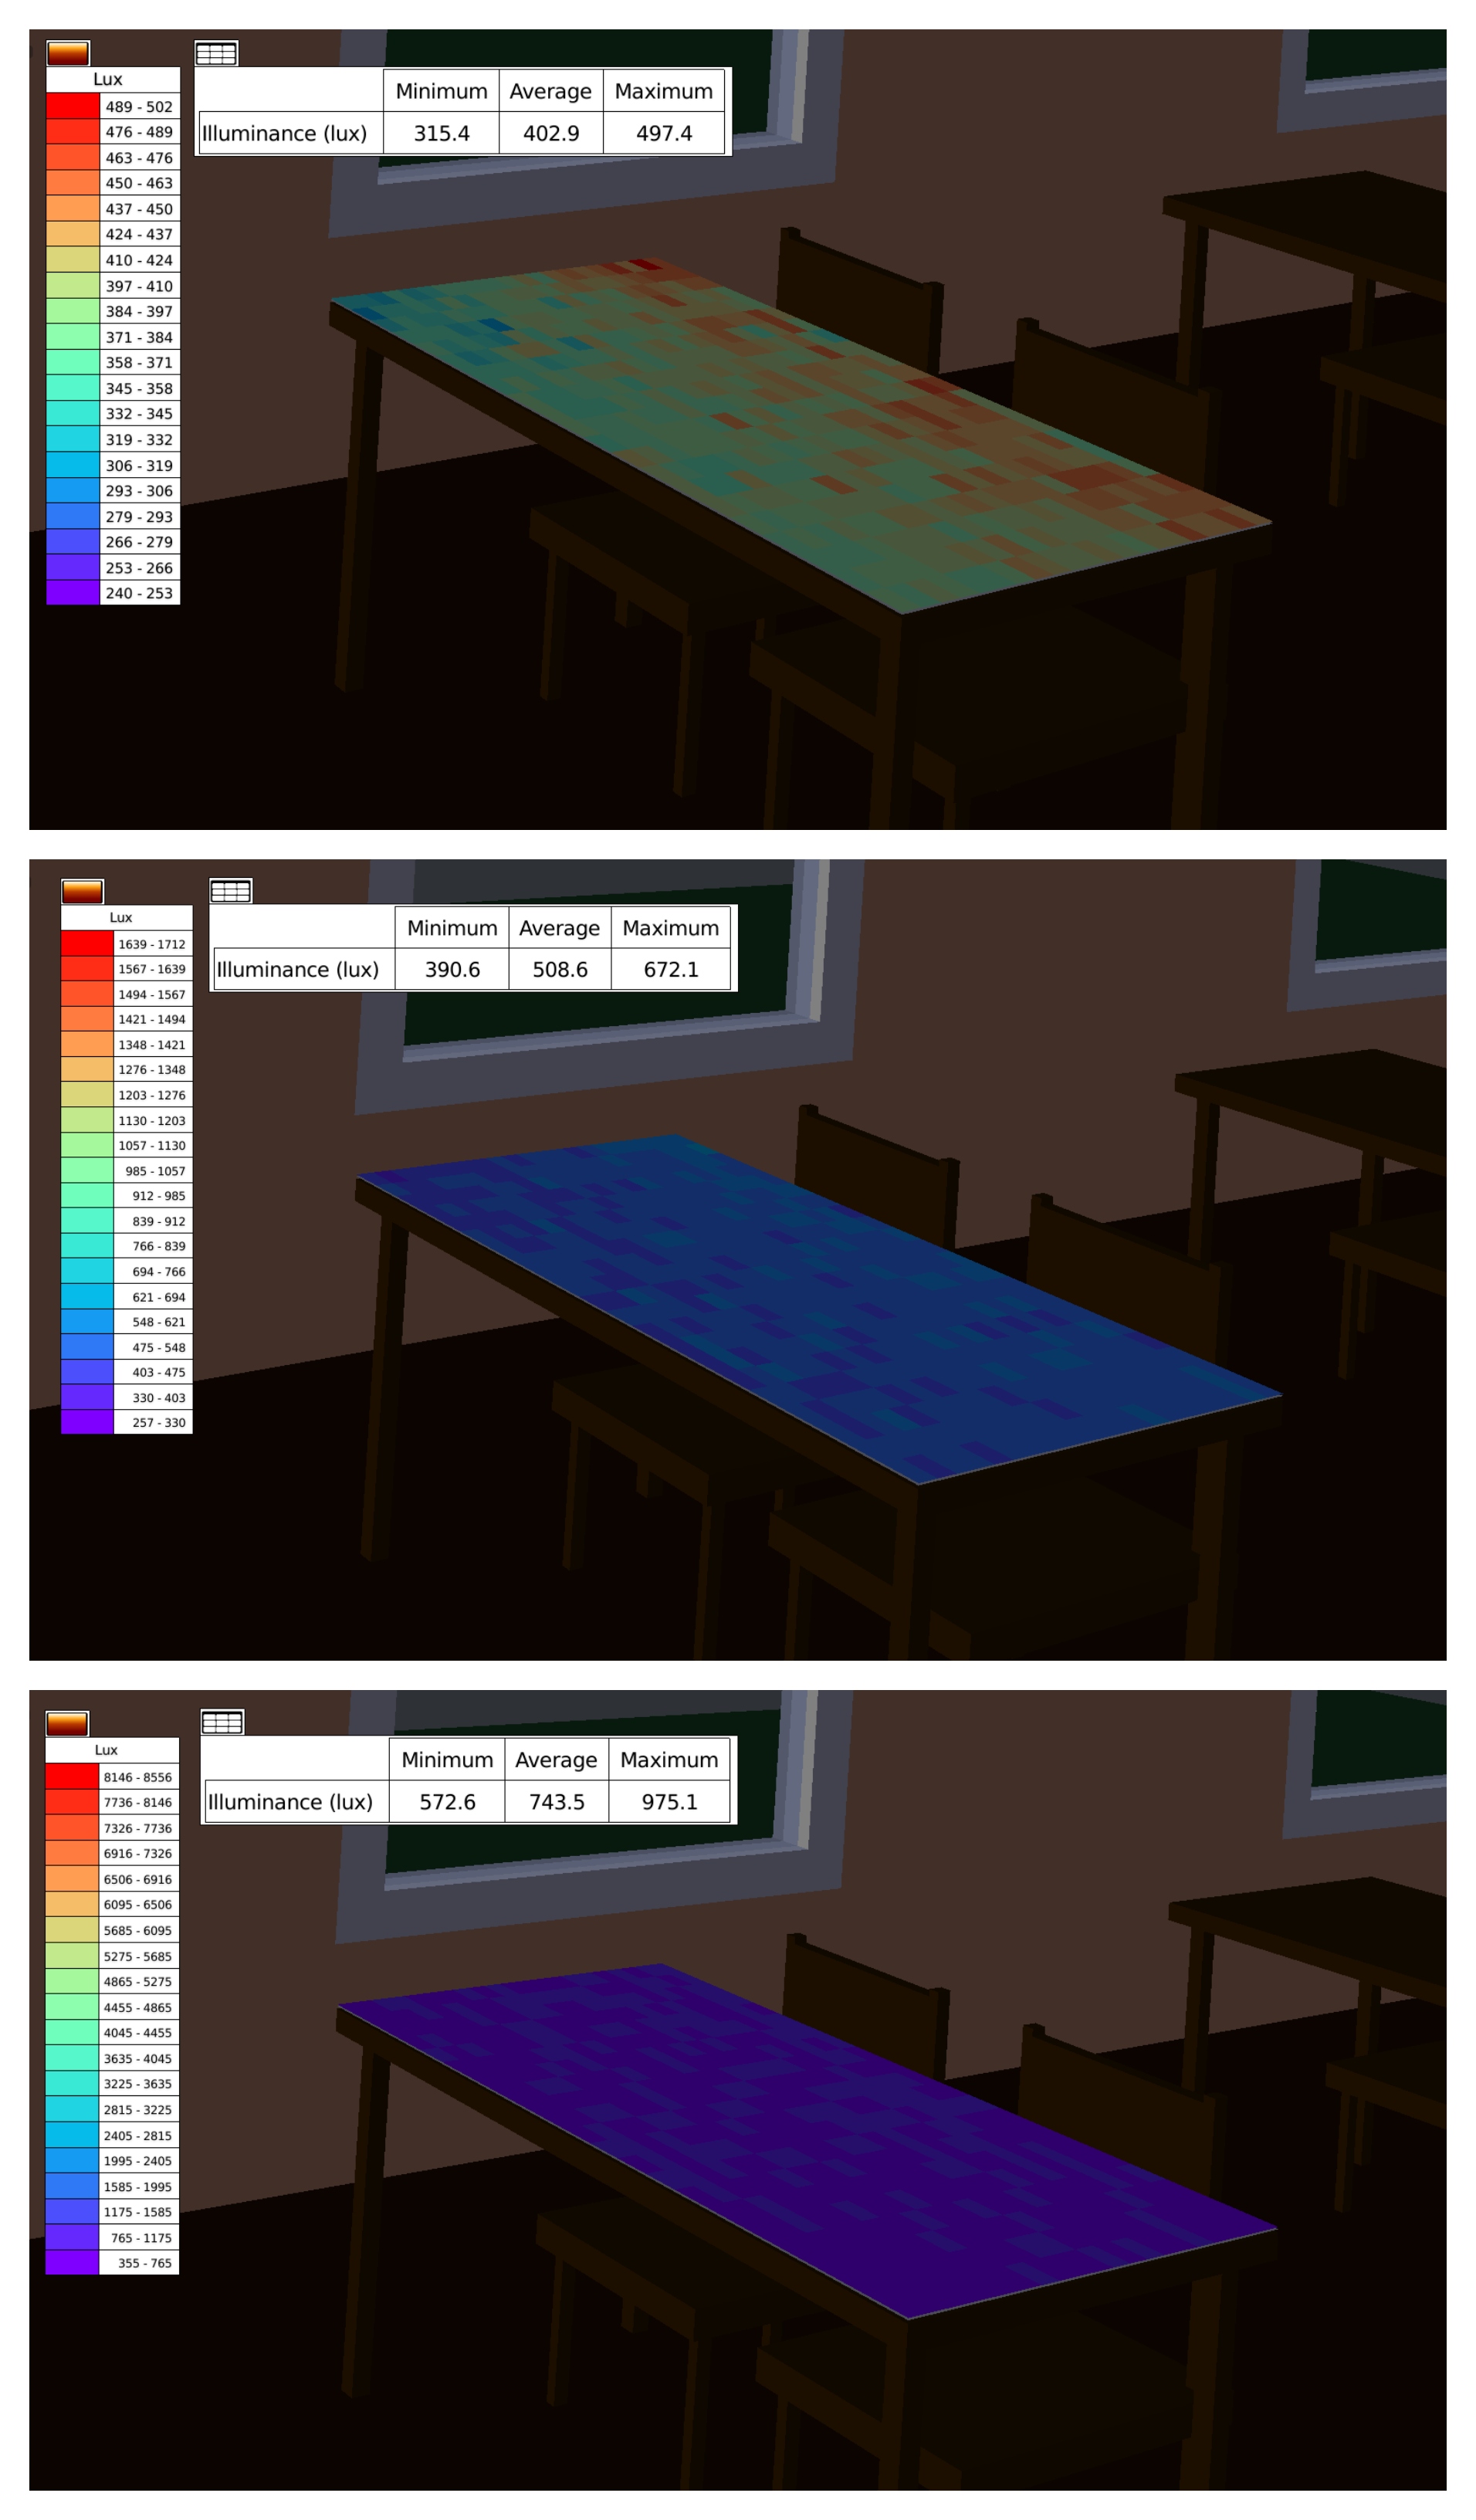 Lux
489 - 502
476 - 489
463 - 476
450 - 463
437 - 450
424 - 437
410 - 424
397 - 410
384 - 397
371 - 384
358 - 371
345 - 358
332 - 345
319 - 332
306 - 319
293 - 306
279 - 293
266 - 279
253 - 266
240 - 253
Minimum Average Maximum
Illuminance (lux) 315.4 402.9 497.4
Lux
1639 - 1712
1567 - 1639
1494 - 1567
1421 - 1494
1348 - 1421
1276 - 1348
1203 - 1276
1130 - 1203
1057 - 1130
985 - 1057
912 - 985
839 - 912
766 - 839
694 - 766
621 - 694
548 - 621
475 - 548
403 - 475
330 - 403
257 - 330
Minimum Average Maximum
Illuminance (lux) 390.6 508.6 672.1
Lux
8146 - 8556
7736 - 8146
7326 - 7736
6916 - 7326
6506 - 6916
6095 - 6506
5685 - 6095
5275 - 5685
4865 - 5275
4455 - 4865
4045 - 4455
3635 - 4045
3225 - 3635
2815 - 3225
2405 - 2815
1995 - 2405
1585 - 1995
1175 - 1585
765 - 1175
355 - 765
Minimum Average Maximum
Illuminance (lux) 572.6 743.5 975.1